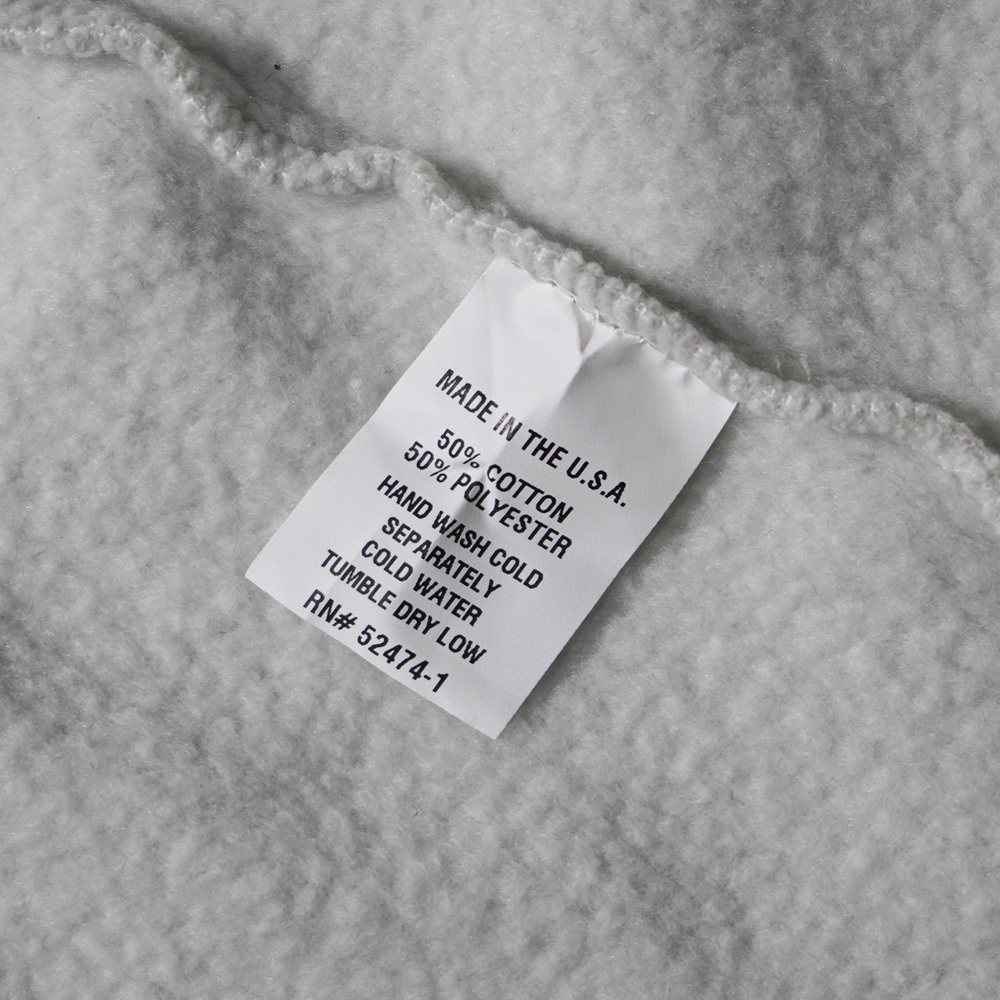 MADE IN THE U.S.A.
50% COTTON
50% POLYESTER
HAND WASH COLD
SEPARATELY
COLD WATER
TUMBLE DRY LOW
RN# 52474-1